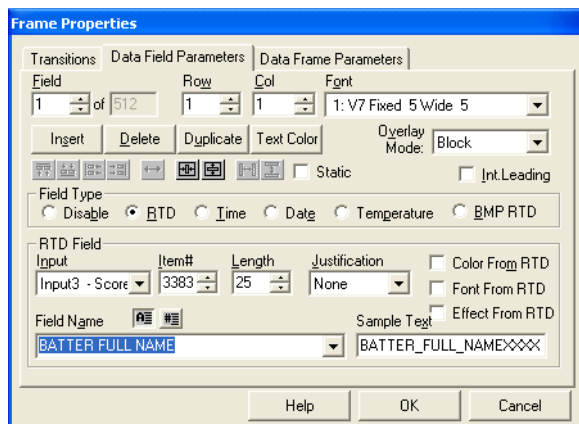 Frame Properties
Transitions Data Field Parameters Data Frame Parameters
Field Row Col Font
1 of 512 1 1 1: V7 Fixed 5 Wide 5
Insert Delete Duplicate Text Color Overlay Mode: Block
Static Int.Leading
Field Type
Disable RTD Time Date Temperature BMP RTD
RTD Field
Input Item# Length Justification Color From RTD
Input3 - Score 3383 25 None Font From RTD
Field Name A #≡ Sample Text Effect From RTD
BATTER FULL NAME BATTER_FULL_NAMEXXXX
Help OK Cancel